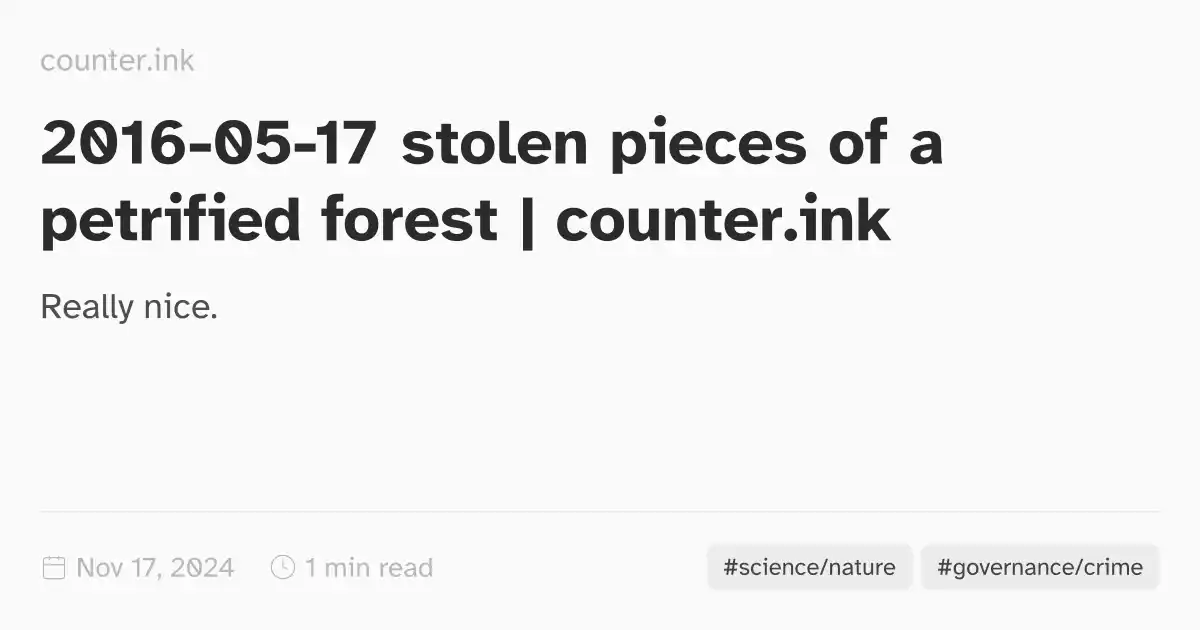 counter.ink
2016-05-17 stolen pieces of a
petrified forest | counter.ink
Really nice.
Nov 17, 2024 1 min read #science/nature #governance/crime